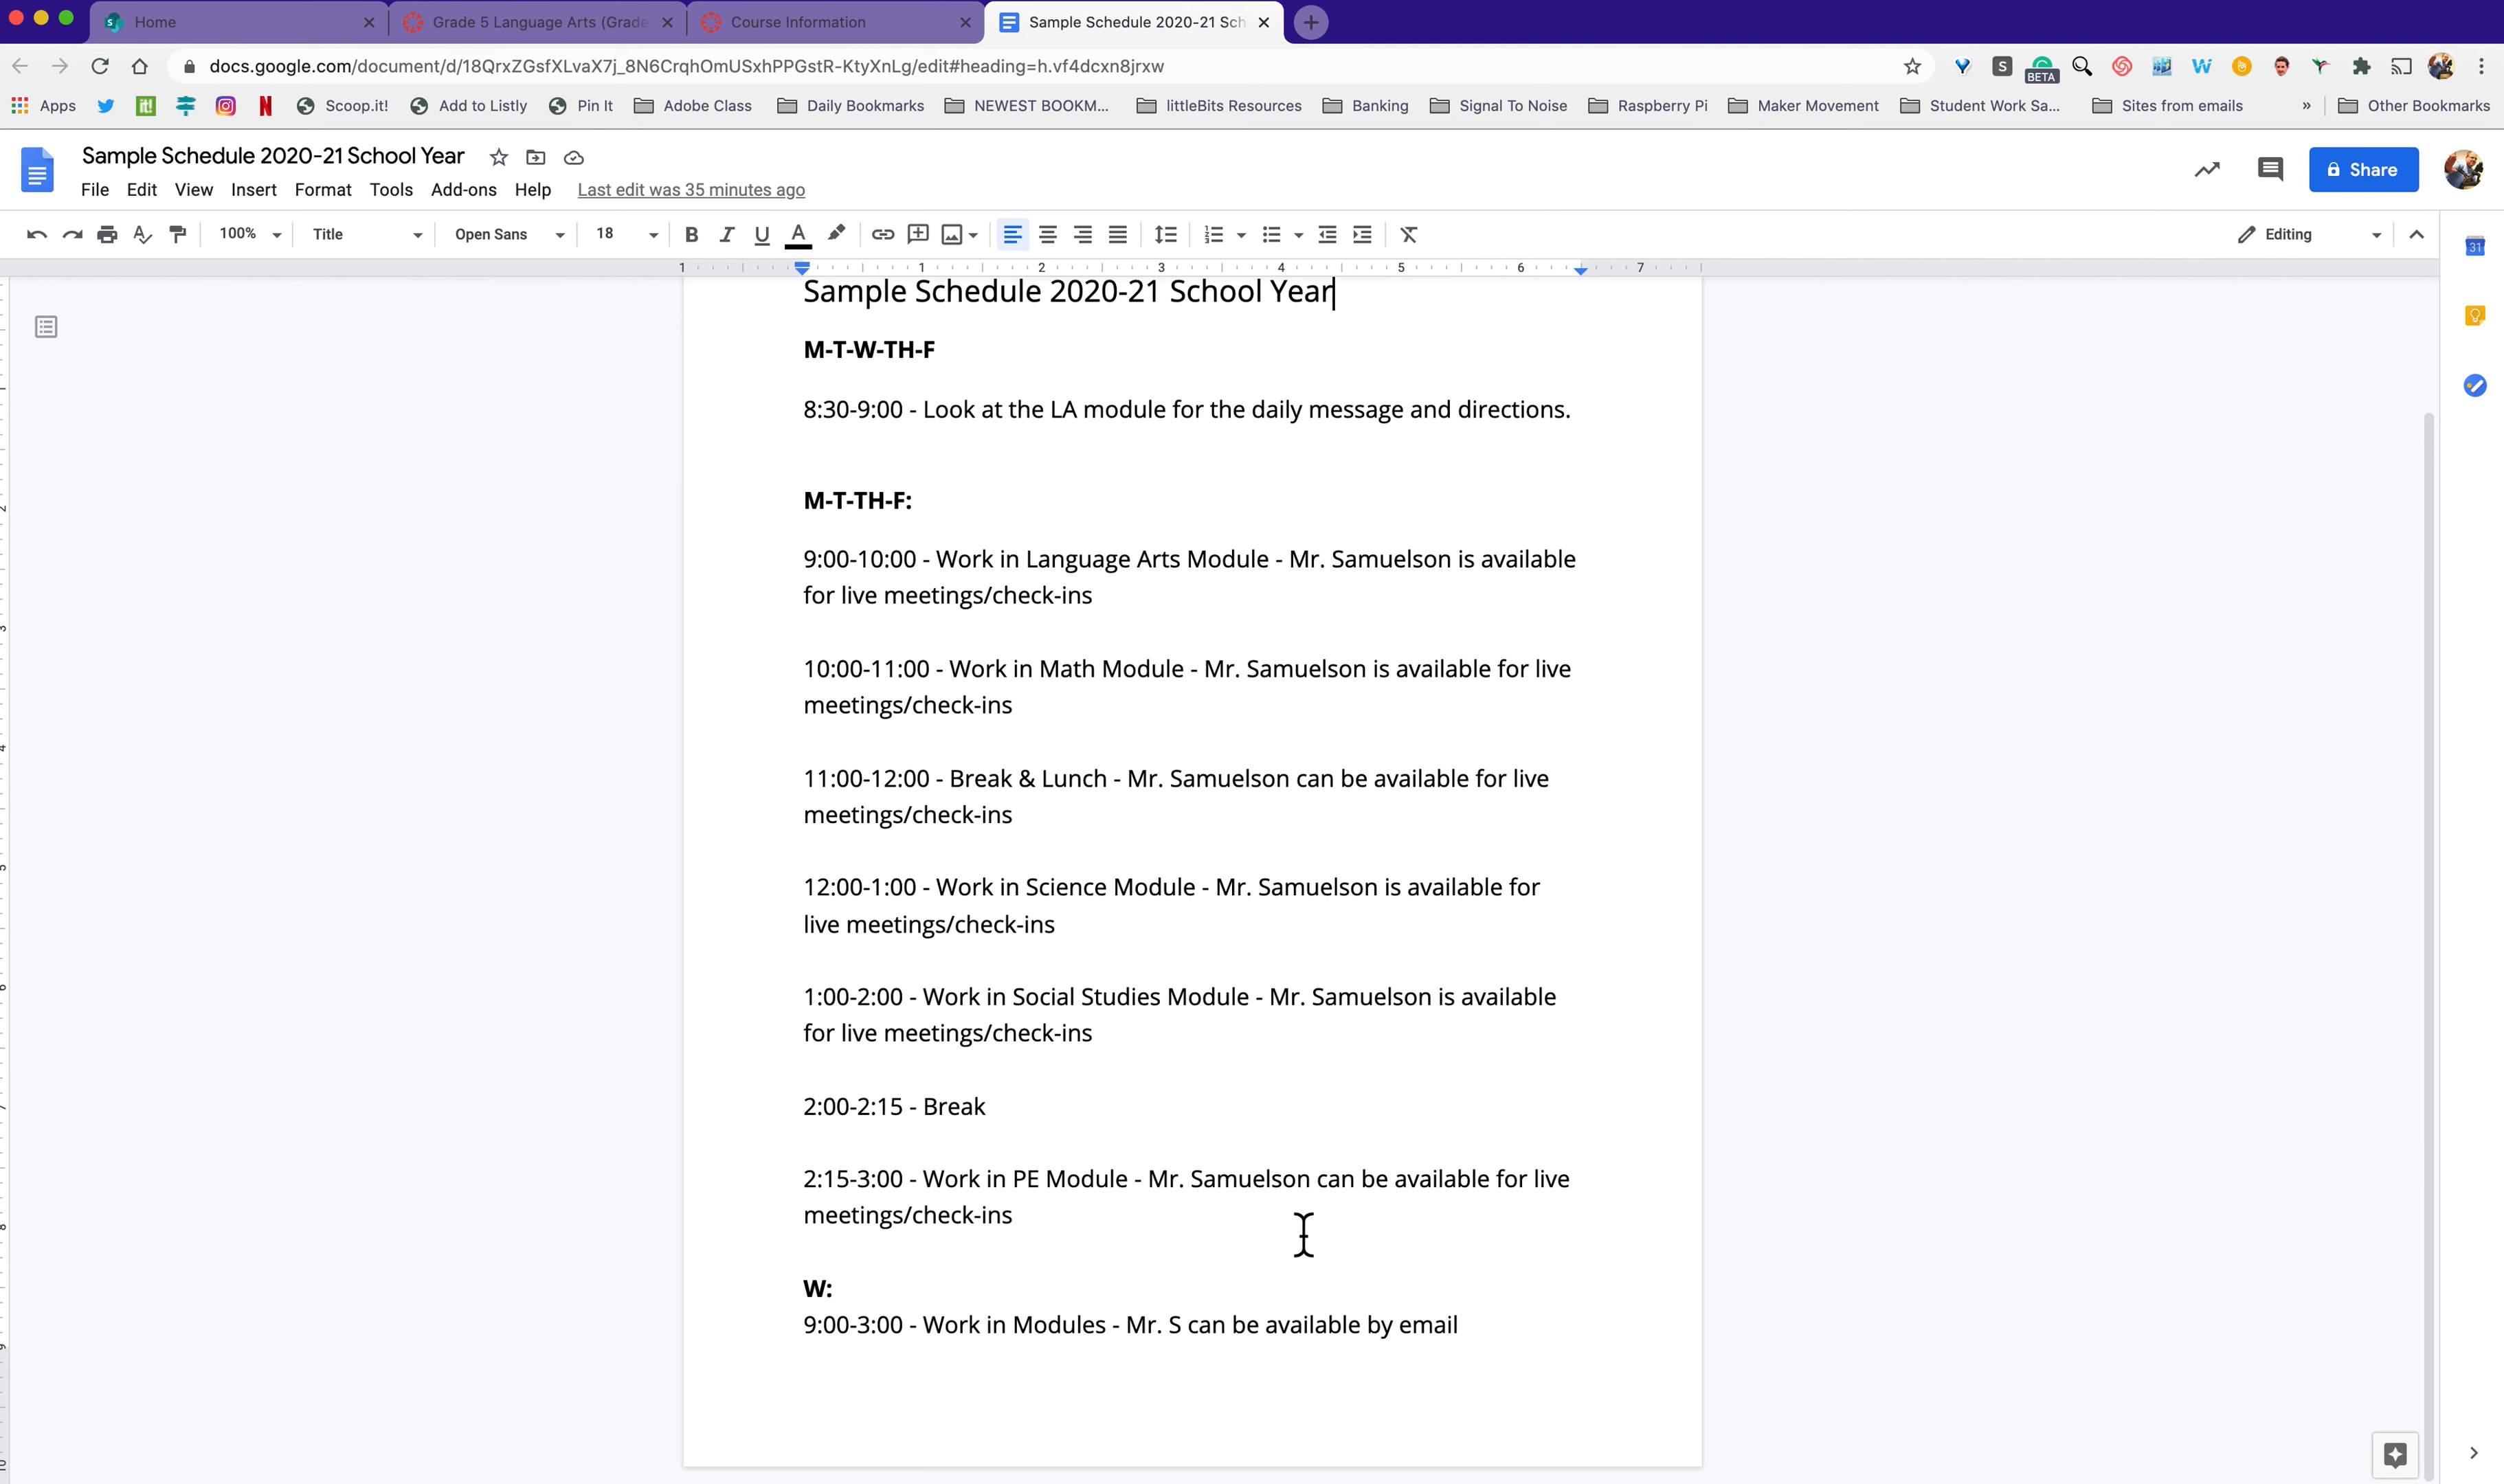 Home
Grade 5 Language Arts (Grade
Course Information
Sample Schedule 2020-21 Sch
docs.google.com/document/d/18QrxZGsfXLvaX7j_8N6CrqhOmUSxhPPGstR-KtyXnLg/edit#heading=h.vf4dcxn8jrxw
BETA
Apps
Scoop.it!
Add to Listly
Pin It
Adobe Class
Daily Bookmarks
NEWEST BOOKM...
littleBits Resources
Banking
Signal To Noise
Raspberry Pi
Maker Movement
Student Work Sa...
Sites from emails
»
Other Bookmarks
Sample Schedule 2020-21 School Year
File Edit View Insert Format Tools Add-ons Help Last edit was 35 minutes ago
Share
100% Title Open Sans 18 Editing
1 1 2 3 4 5 6 7
31
Sample Schedule 2020-21 School Year
M-T-W-TH-F
8:30-9:00 - Look at the LA module for the daily message and directions.
M-T-TH-F:
9:00-10:00 - Work in Language Arts Module - Mr. Samuelson is available
for live meetings/check-ins
10:00-11:00 - Work in Math Module - Mr. Samuelson is available for live
meetings/check-ins
11:00-12:00 - Break & Lunch - Mr. Samuelson can be available for live
meetings/check-ins
12:00-1:00 - Work in Science Module - Mr. Samuelson is available for
live meetings/check-ins
1:00-2:00 - Work in Social Studies Module - Mr. Samuelson is available
for live meetings/check-ins
2:00-2:15 - Break
2:15-3:00 - Work in PE Module - Mr. Samuelson can be available for live
meetings/check-ins
W:
9:00-3:00 - Work in Modules - Mr. S can be available by email